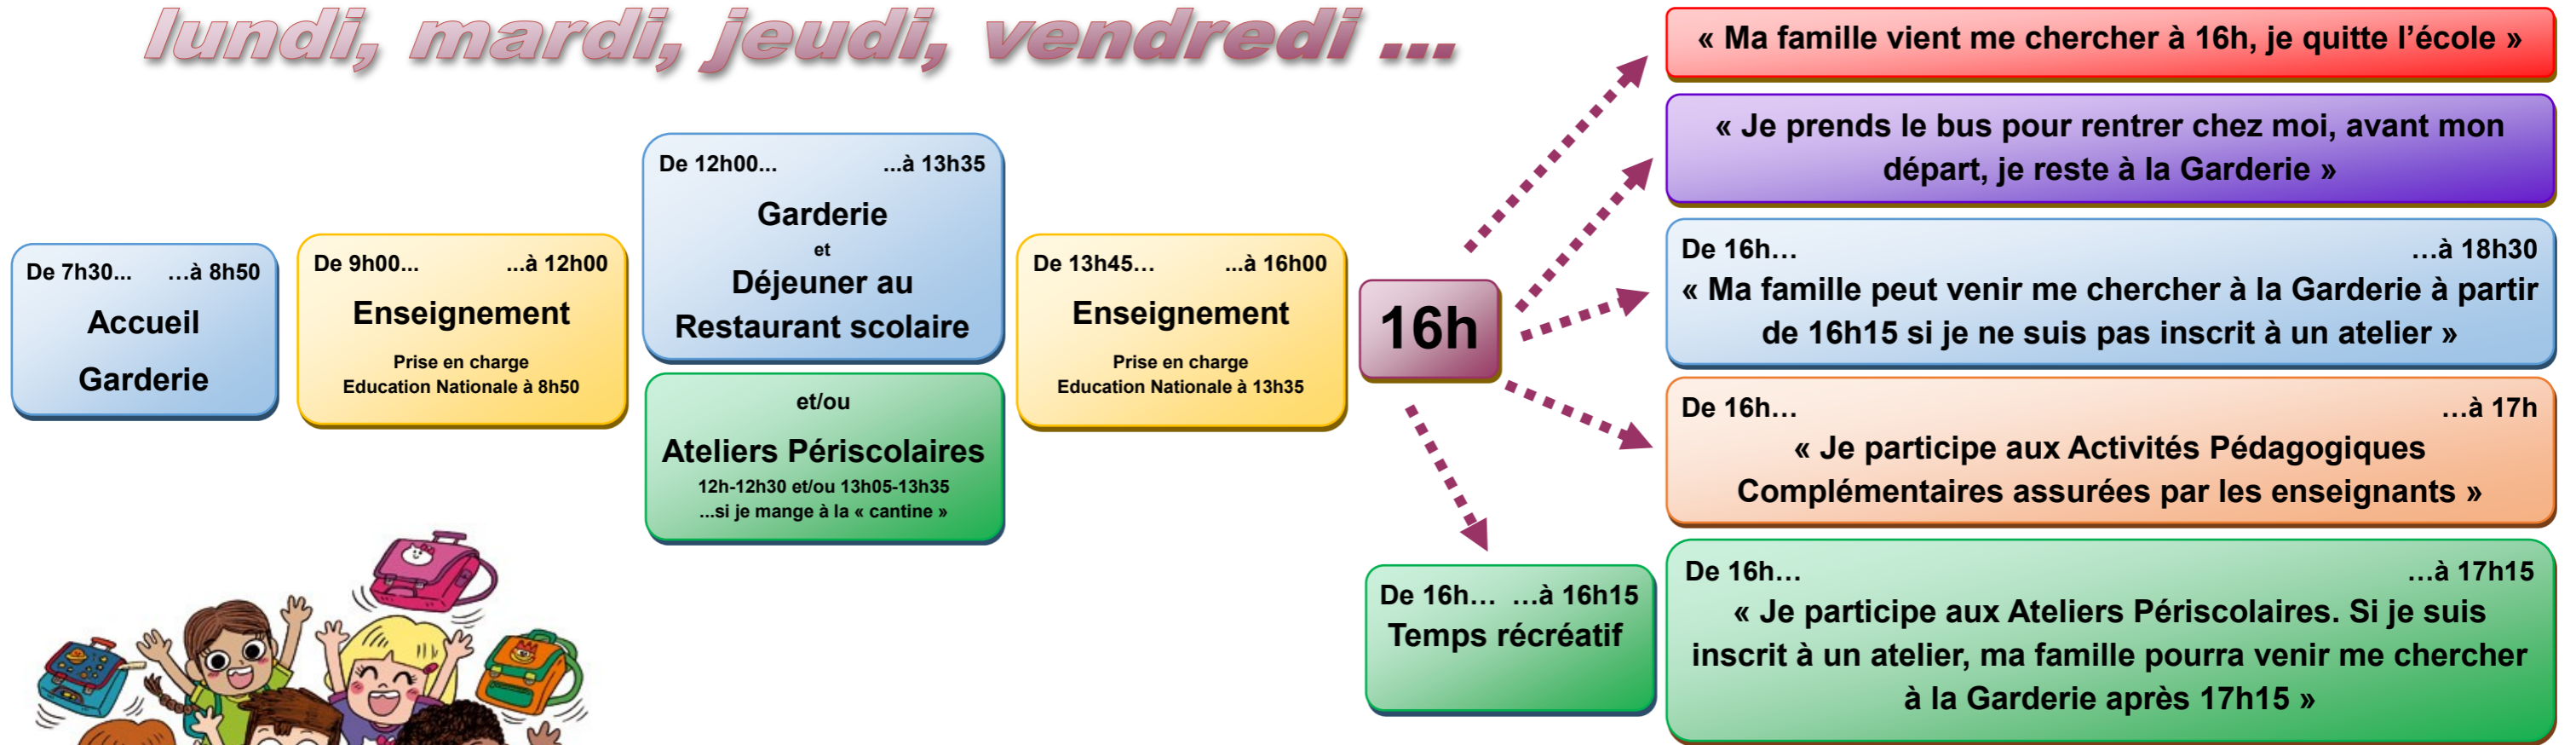 lundi, mardi, jeudi, vendredi ...
De 7h30... …à 8h50
Accueil
Garderie
De 9h00... ...à 12h00
Enseignement
Prise en charge
Education Nationale à 8h50
De 12h00... ...à 13h35
Garderie
et
Déjeuner au
Restaurant scolaire
et/ou
Ateliers Périscolaires
12h-12h30 et/ou 13h05-13h35
...si je mange à la « cantine »
De 13h45… ...à 16h00
Enseignement
Prise en charge
Education Nationale à 13h35
16h
« Ma famille vient me chercher à 16h, je quitte l’école »
« Je prends le bus pour rentrer chez moi, avant mon
départ, je reste à la Garderie »
De 16h… …à 18h30
« Ma famille peut venir me chercher à la Garderie à partir
de 16h15 si je ne suis pas inscrit à un atelier »
De 16h… …à 17h
« Je participe aux Activités Pédagogiques
Complémentaires assurées par les enseignants »
De 16h… …à 16h15
Temps récréatif
De 16h… …à 17h15
« Je participe aux Ateliers Périscolaires. Si je suis
inscrit à un atelier, ma famille pourra venir me chercher
à la Garderie après 17h15 »